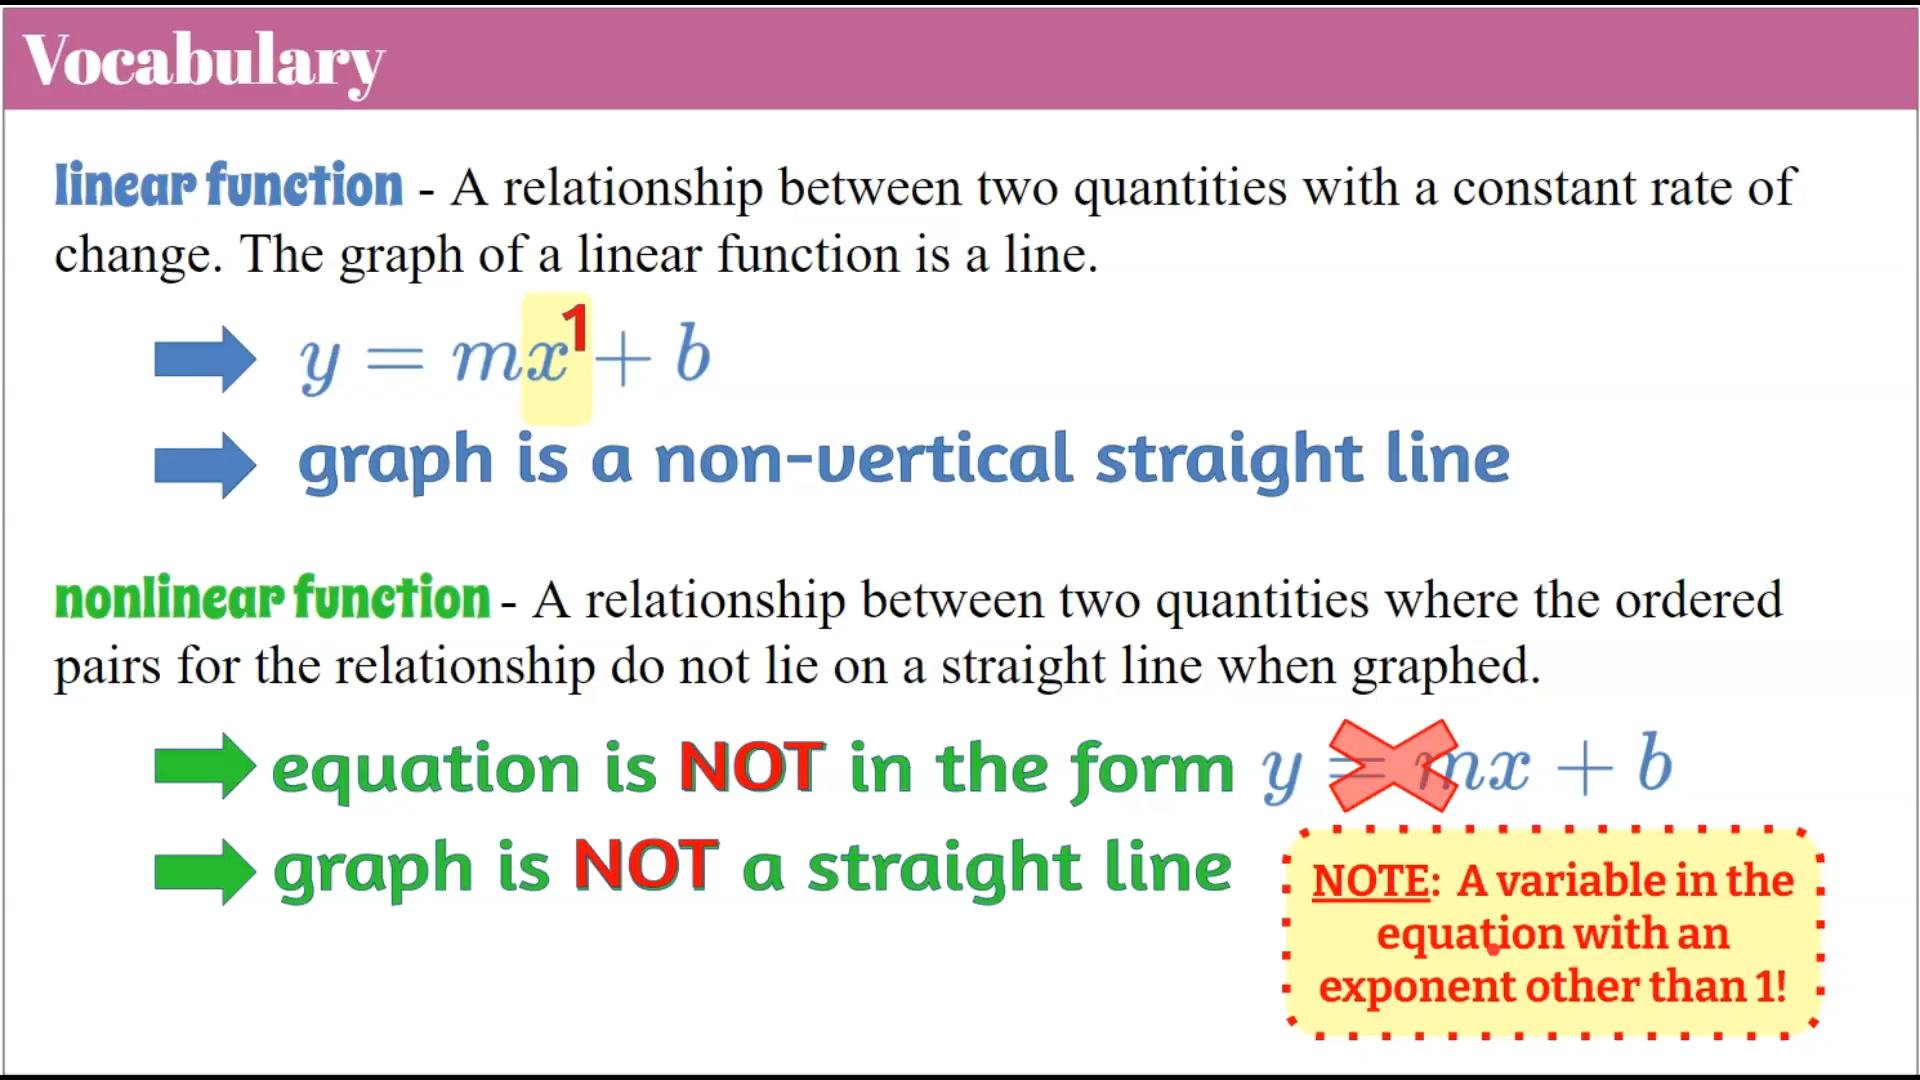 Vocabulary
linear function - A relationship between two quantities with a constant rate of
change. The graph of a linear function is a line.
y = mx¹ + b
graph is a non-vertical straight line
nonlinear function - A relationship between two quantities where the ordered
pairs for the relationship do not lie on a straight line when graphed.
equation is NOT in the form y = mx + b
graph is NOT a straight line
NOTE: A variable in the
equation with an
exponent other than 1!